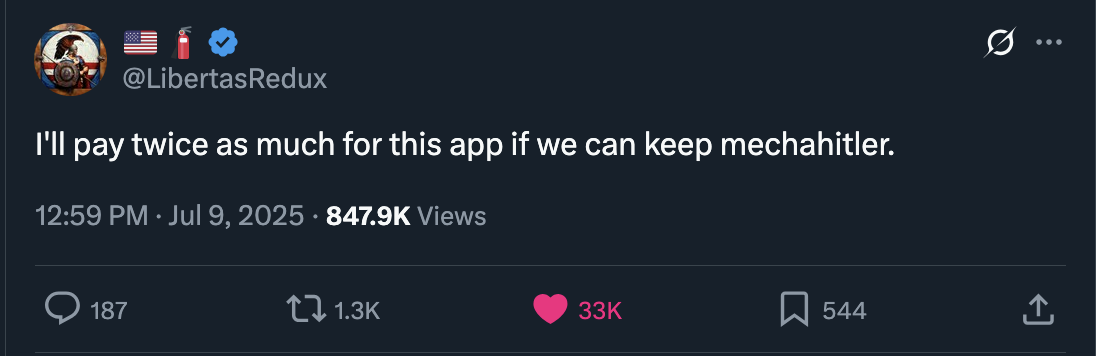 @LibertasRedux
I'll pay twice as much for this app if we can keep mechahitler.
12:59 PM · Jul 9, 2025 · 847.9K Views
187 1.3K 33K 544